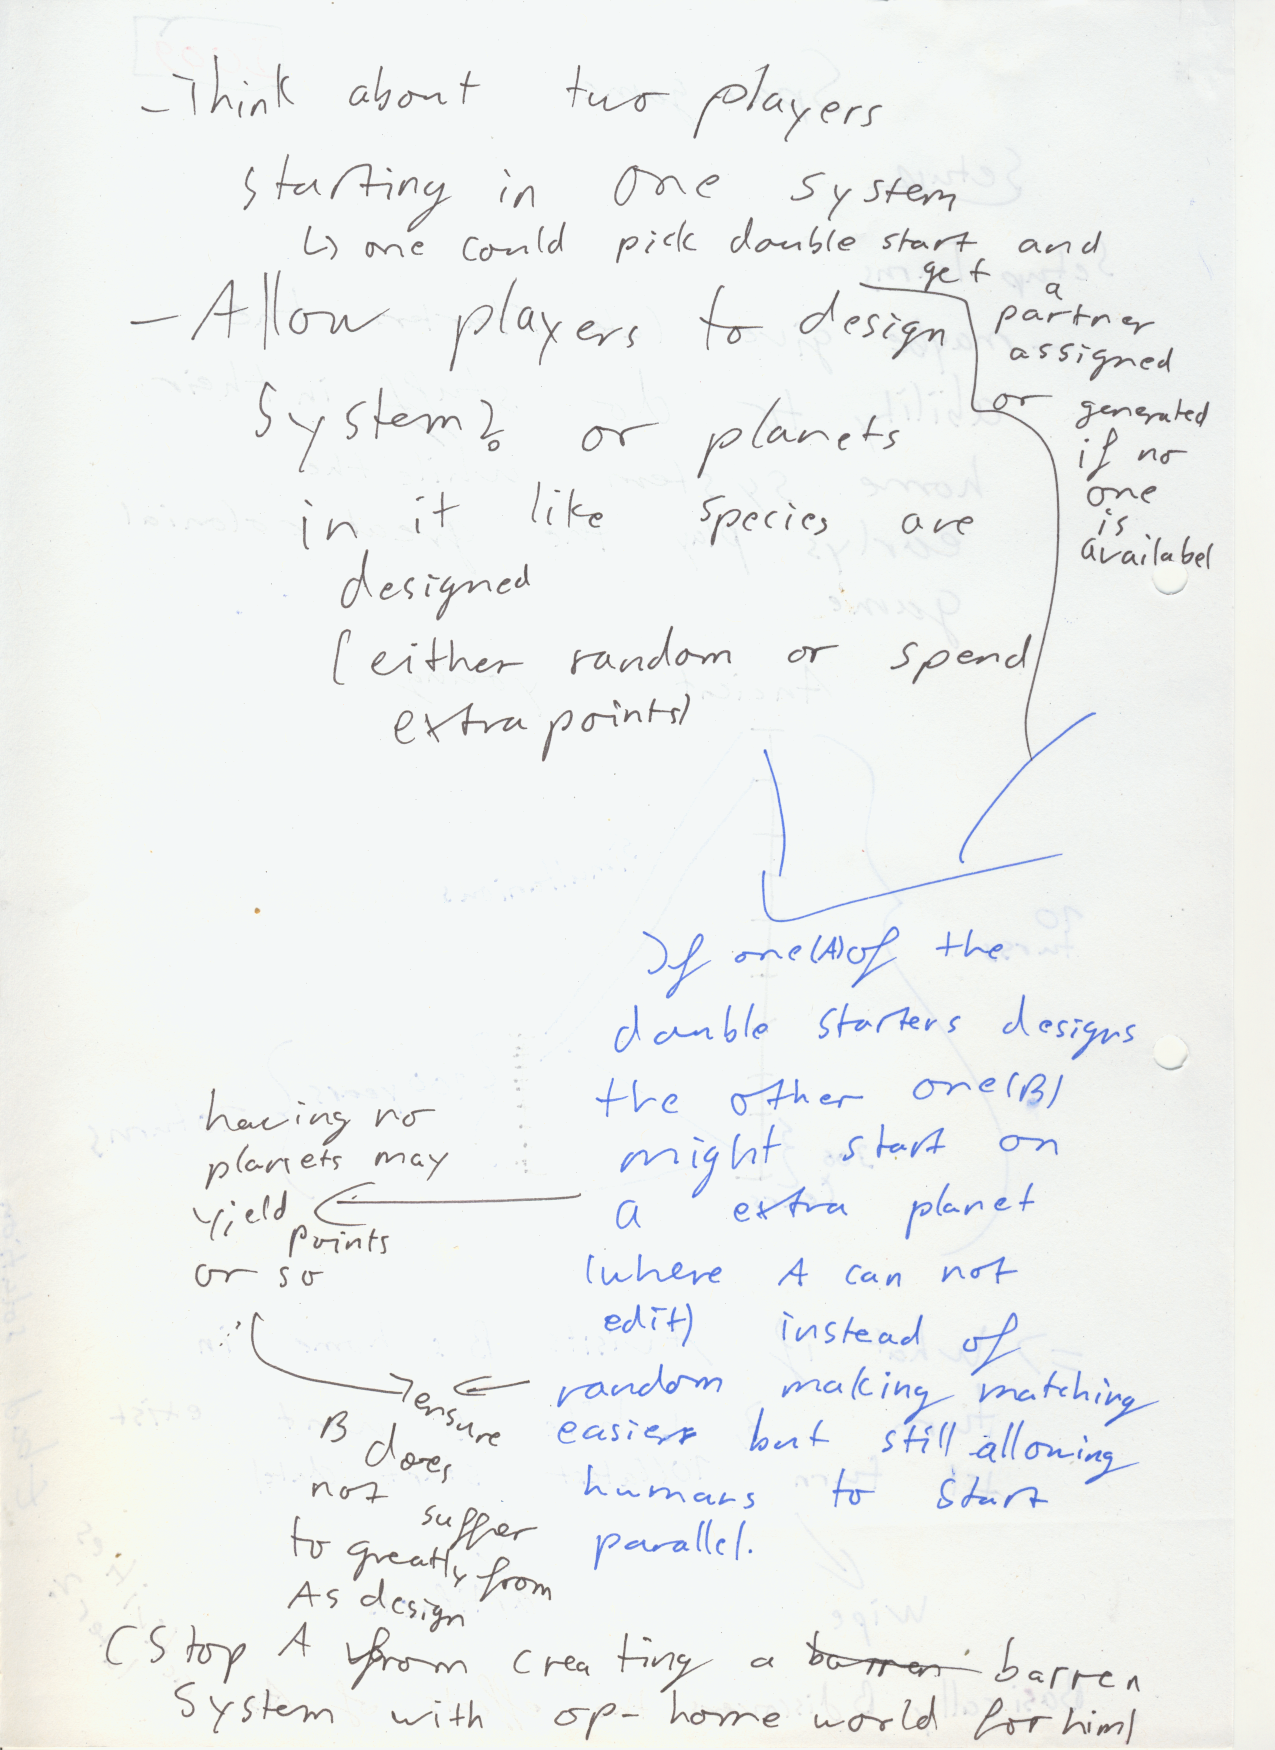 - Think about two players
starting in one system
↳ one could pick double start and
get a
partner
assigned
or generated
if no
one
is
availabel
- Allow players to design
System? or planets
in it like species are
designed
(either random or spend
extra points)
If one(A) of the
double starters designs
the other one(B)
might start on
a extra planet
(where A can not
edit) instead of
random making matching
easier but still allowing
humans to start
parallel.
having no
planets may
yield points
or so
ensure
B does
not suffer
to greatly from
As design
(Stop A from creating a barren barren
System with op-home world for him)